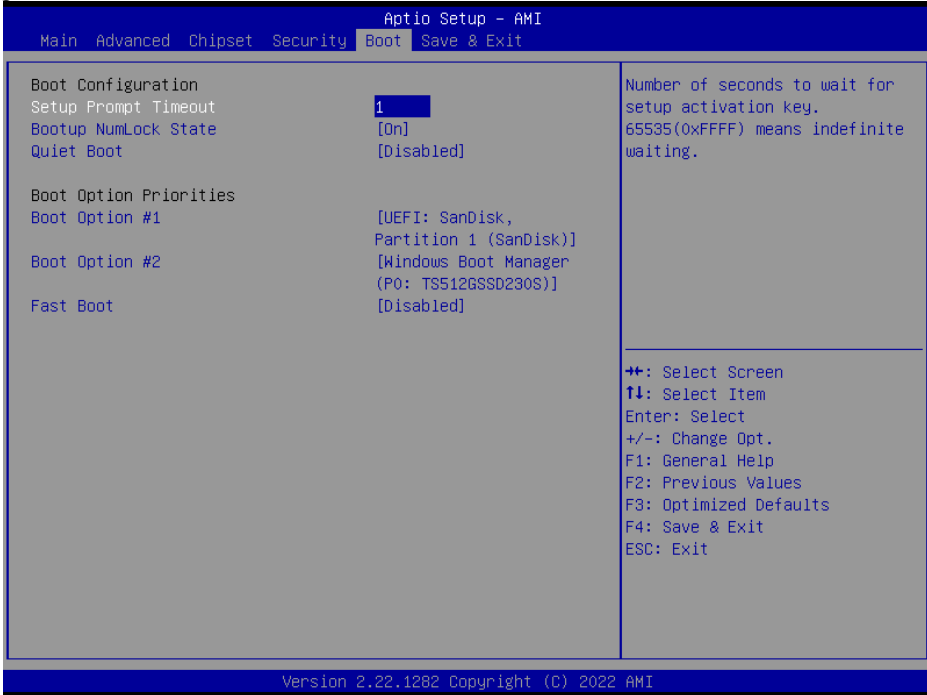 Aptio Setup - AMI
Main Advanced Chipset Security Boot Save & Exit
Boot Configuration
Setup Prompt Timeout 1
Bootup NumLock State [On]
Quiet Boot [Disabled]
Boot Option Priorities
Boot Option #1 [UEFI: SanDisk,
Partition 1 (SanDisk)]
Boot Option #2 [Windows Boot Manager
(P0: TS512GSSD230S)]
Fast Boot [Disabled]
Number of seconds to wait for
setup activation key.
65535(0xFFFF) means indefinite
waiting.
→←: Select Screen
↑↓: Select Item
Enter: Select
+/-: Change Opt.
F1: General Help
F2: Previous Values
F3: Optimized Defaults
F4: Save & Exit
ESC: Exit
Version 2.22.1282 Copyright (C) 2022 AMI